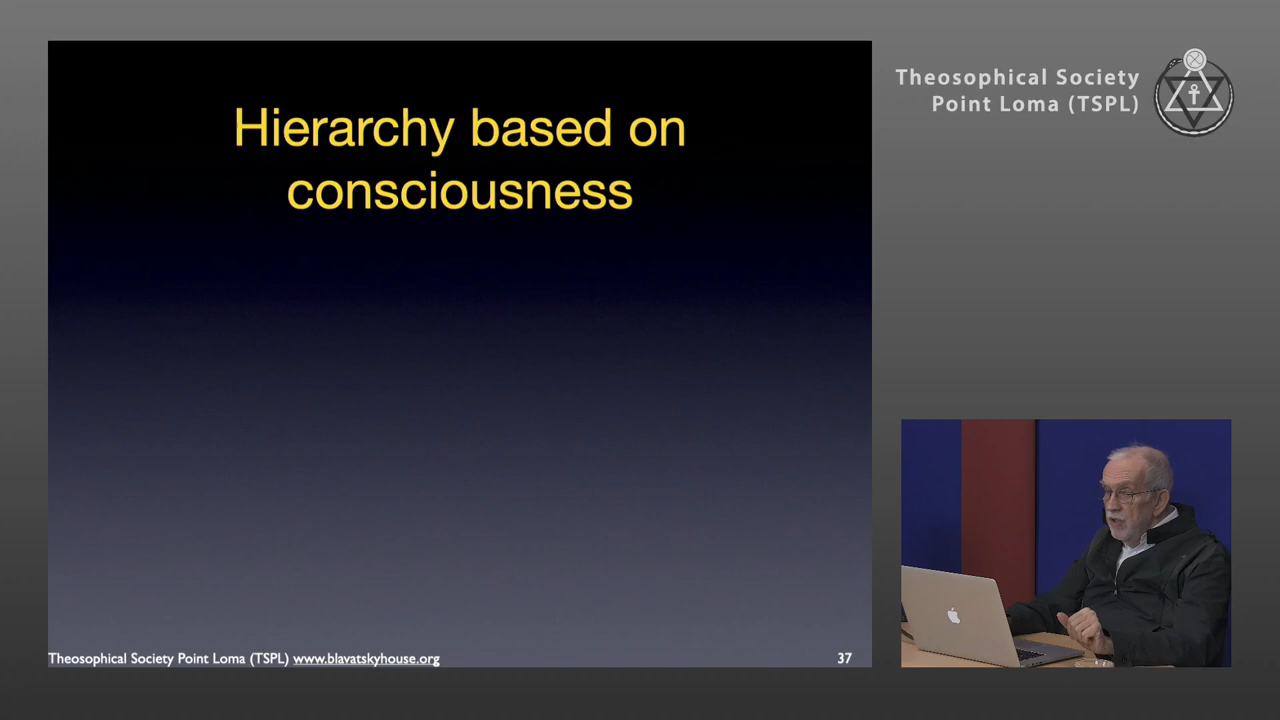 Hierarchy based on
consciousness
Theosophical Society Point Loma (TSPL) www.blavatskyhouse.org
37
Theosophical Society
Point Loma (TSPL)